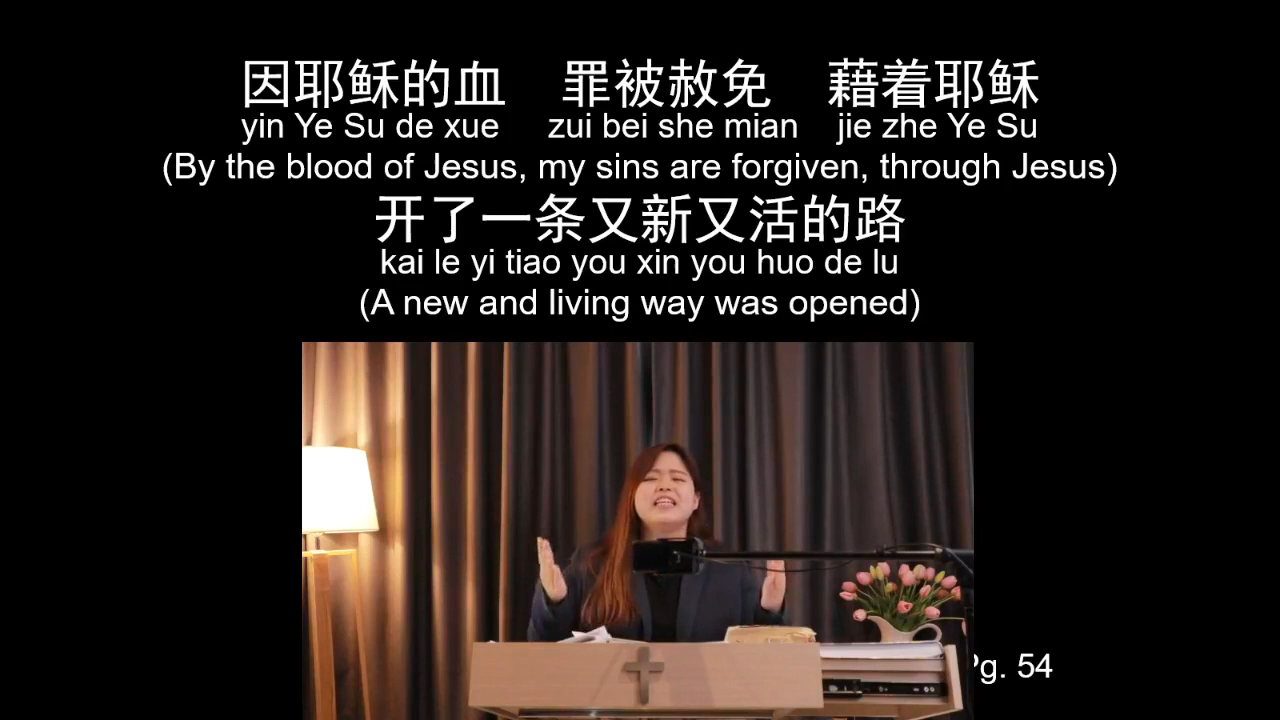 因耶稣的血 罪被赦免 藉着耶稣
yin Ye Su de xue zui bei she mian jie zhe Ye Su
(By the blood of Jesus, my sins are forgiven, through Jesus)
开了一条又新又活的路
kai le yi tiao you xin you huo de lu
(A new and living way was opened)
Pg. 54